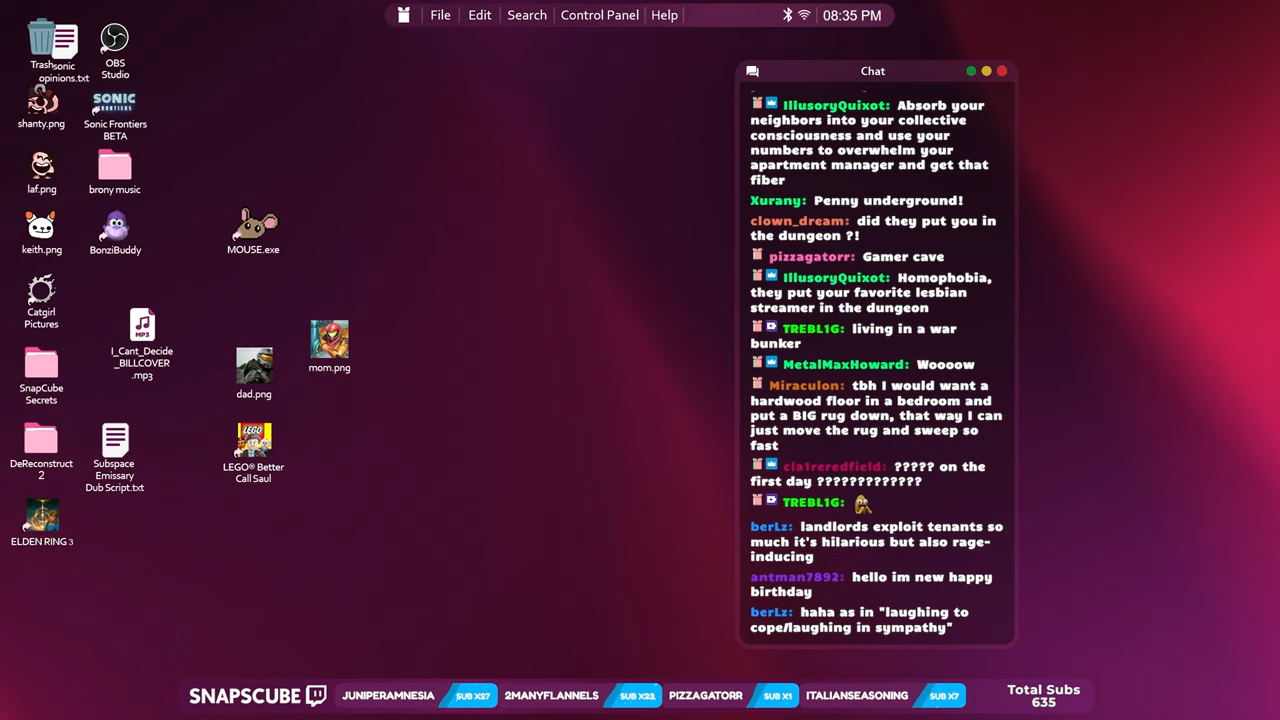 File Edit Search Control Panel Help 08:35 PM
Trash
sonic
opinions.txt
OBS
Studio
shanty.png
SONIC
FRONTIERS
Sonic Frontiers
BETA
laf.png
brony music
keith.png
BonziBuddy
MOUSE.exe
Catgirl
Pictures
MP3
I_Cant_Decide
_BILLCOVER
.mp3
mom.png
dad.png
SnapCube
Secrets
DeReconstruct
2
Subspace
Emissary
Dub Script.txt
LEGO
LEGO® Better
Call Saul
ELDEN RING 3
Chat
IllusoryQuixot: Absorb your
neighbors into your collective
consciousness and use your
numbers to overwhelm your
apartment manager and get that
fiber
Xurany: Penny underground!
clown_dream: did they put you in
the dungeon ?!
pizzagatorr: Gamer cave
IllusoryQuixot: Homophobia,
they put your favorite lesbian
streamer in the dungeon
TREBL1G: living in a war
bunker
MetalMaxHoward: Woooow
Miraculon: tbh I would want a
hardwood floor in a bedroom and
put a BIG rug down, that way I can
just move the rug and sweep so
fast
cla1reredfield: ????? on the
first day ?????????????
TREBL1G:
berLz: landlords exploit tenants so
much it's hilarious but also rage-
inducing
antman7892: hello im new happy
birthday
berLz: haha as in "laughing to
cope/laughing in sympathy"
SNAPSCUBE JUNIPERAMNESIA SUB X27 2MANYFLANNELS SUB X23 PIZZAGATORR SUB X1 ITALIANSEASONING SUB X7 Total Subs
635